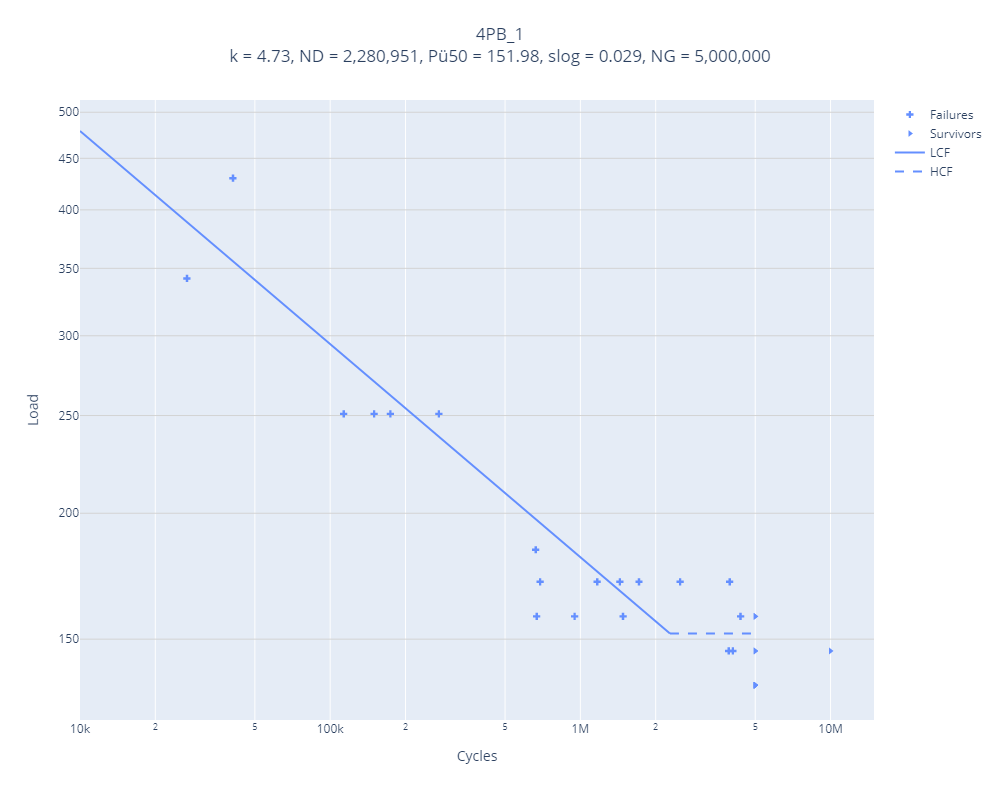 4PB_1
k = 4.73, ND = 2,280,951, Pü50 = 151.98, slog = 0.029, NG = 5,000,000
Failures
Survivors
LCF
HCF
Load
500
450
400
350
300
250
200
150
10k 2 5 100k 2 5 1M 2 5 10M
Cycles